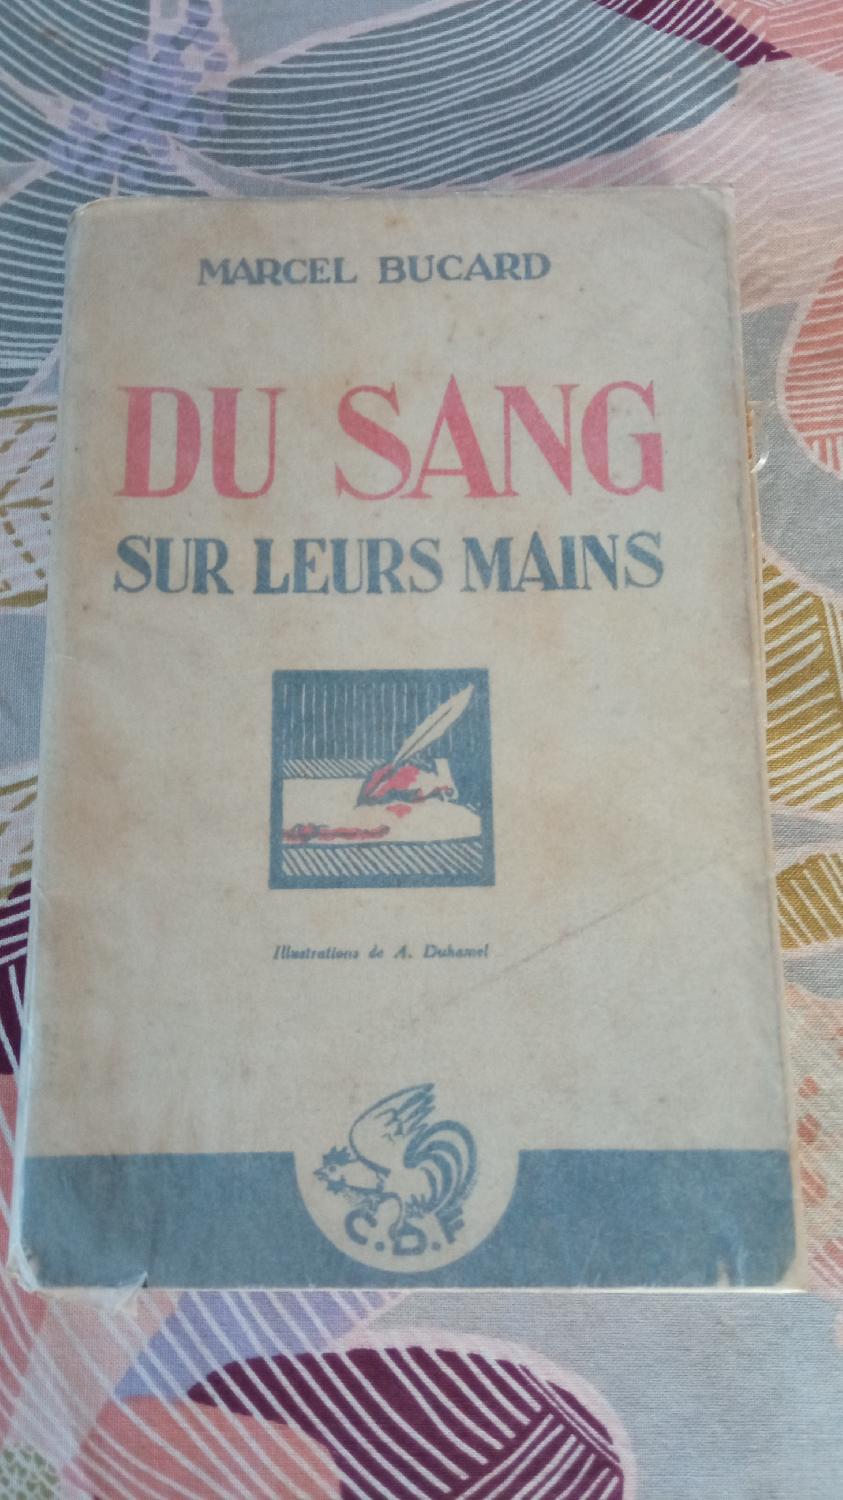 MARCEL BUCARD
DU SANG
SUR LEURS MAINS
Illustrations de A. Duhamel
C.D.F